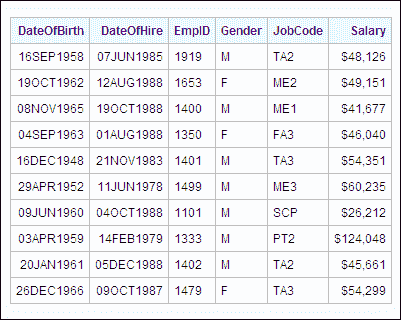 DateOfBirth DateOfHire EmpID Gender JobCode Salary
16SEP1958 07JUN1985 1919 M TA2 $48,126
19OCT1962 12AUG1988 1653 F ME2 $49,151
08NOV1965 19OCT1988 1400 M ME1 $41,677
04SEP1963 01AUG1988 1350 F FA3 $46,040
16DEC1948 21NOV1983 1401 M TA3 $54,351
29APR1952 11JUN1978 1499 M ME3 $60,235
09JUN1960 04OCT1988 1101 M SCP $26,212
03APR1959 14FEB1979 1333 M PT2 $124,048
20JAN1961 05DEC1988 1402 M TA2 $45,661
26DEC1966 09OCT1987 1479 F TA3 $54,299